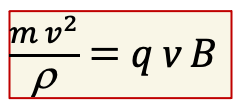 m v² / ρ = q v B